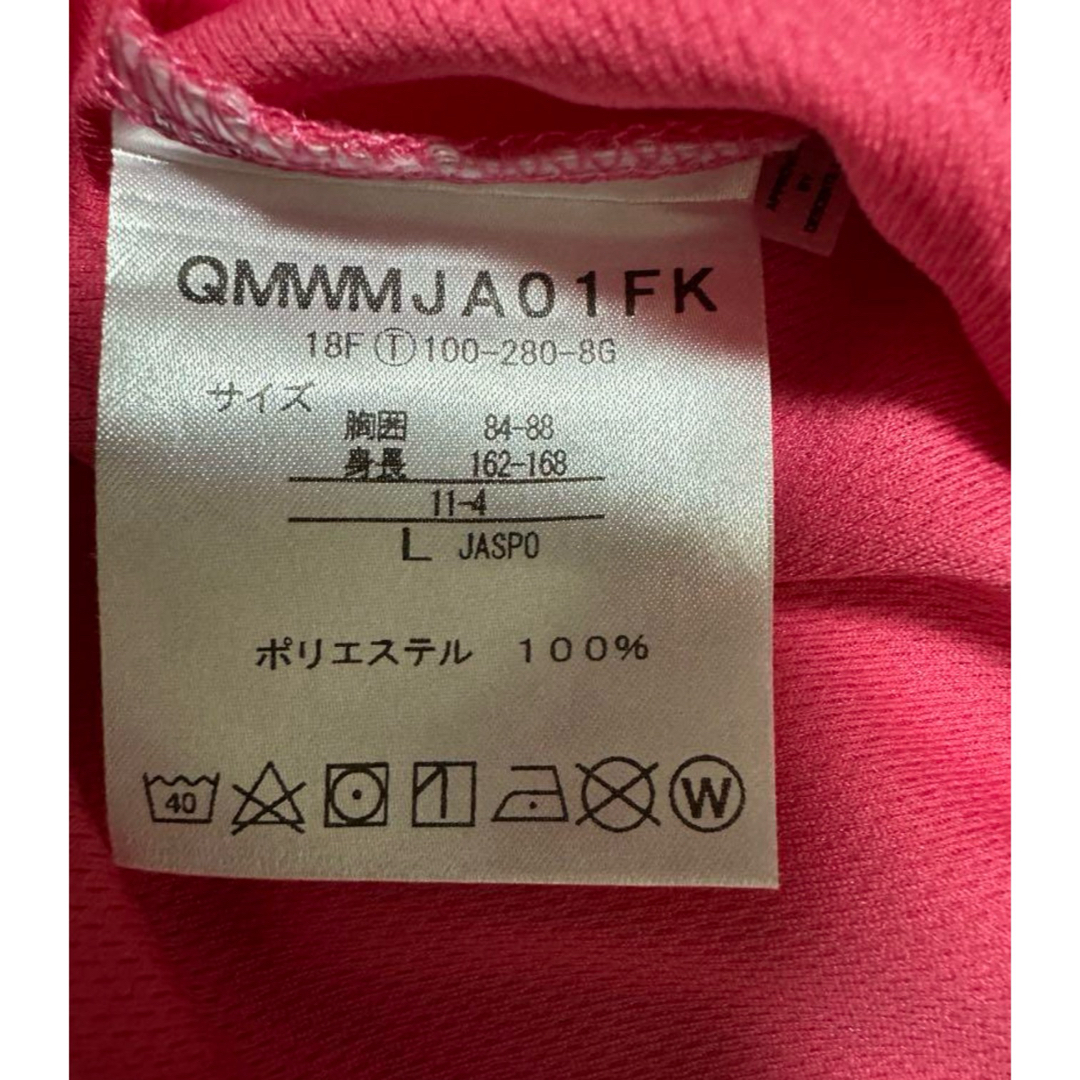 QMWMJA01FK
18F Ⓣ 100-280-8G
サイズ
胸囲 84-88
身長 162-168
11-4
L JASPO
ポリエステル 100%
40
W